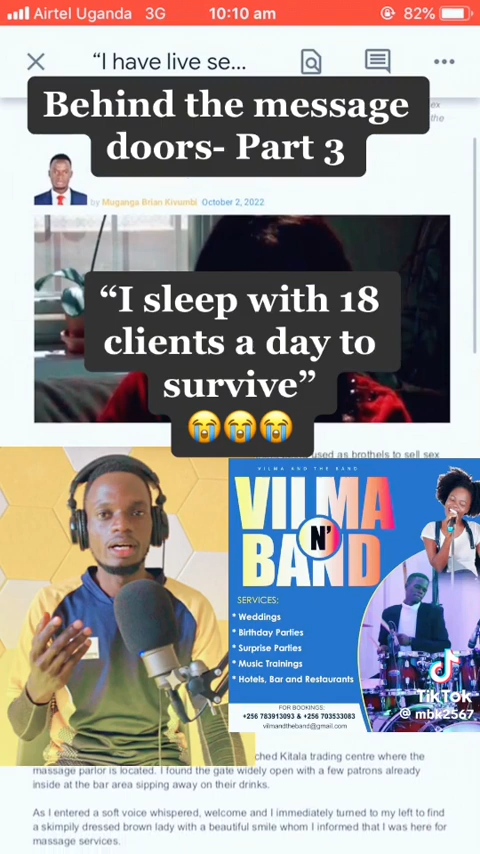 Airtel Uganda 3G 10:10 am 82%
“I have live se...
Behind the message
doors- Part 3
ex
the
by Muganga Brian Kivumbi October 2, 2022
“I sleep with 18
clients a day to
survive”
😭😭😭
used as brothels to sell sex
VILMA AND THE BAND
VILMA
N'
BAND
SERVICES:
* Weddings
* Birthday Parties
* Surprise Parties
* Music Trainings
* Hotels, Bar and Restaurants
FOR BOOKINGS:
+256 783913093 & +256 703533083
vilmandtheband@gmail.com
TikTok
@ mbk2567
ched Kitala trading centre where the
massage parlor is located. I found the gate widely open with a few patrons already
inside at the bar area sipping away on their drinks.
As I entered a soft voice whispered, welcome and I immediately turned to my left to find
a skimpily dressed brown lady with a beautiful smile whom I informed that I was here for
massage services.